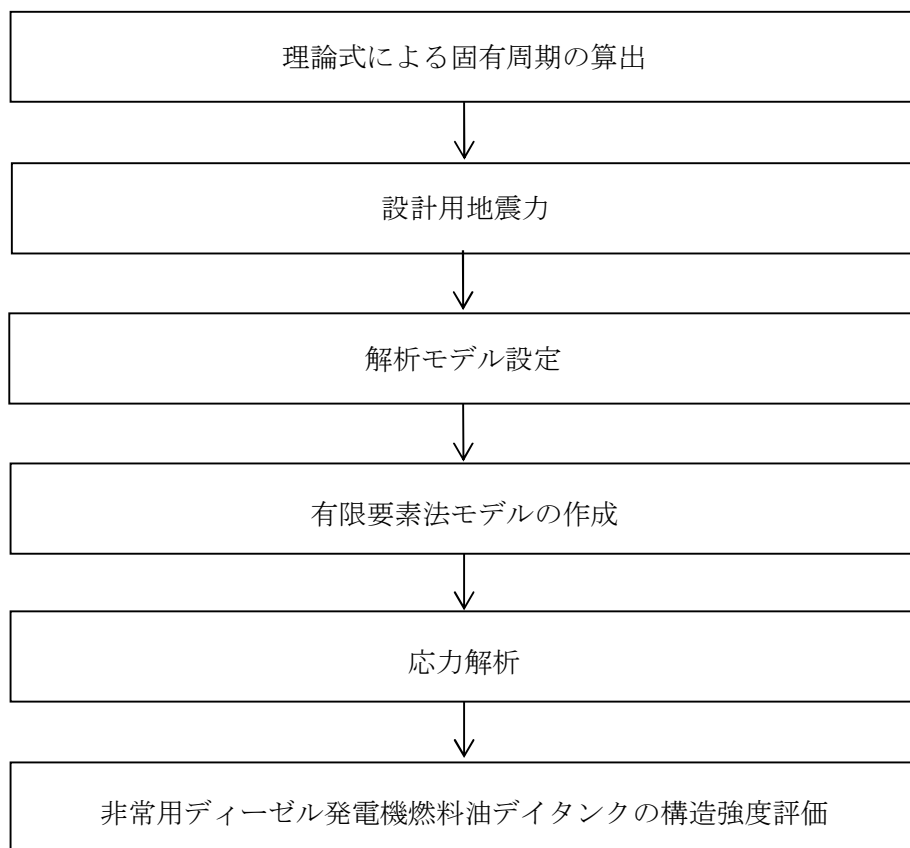 理論式による固有周期の算出
設計用地震力
解析モデル設定
有限要素法モデルの作成
応力解析
非常用ディーゼル発電機燃料油デイタンクの構造強度評価